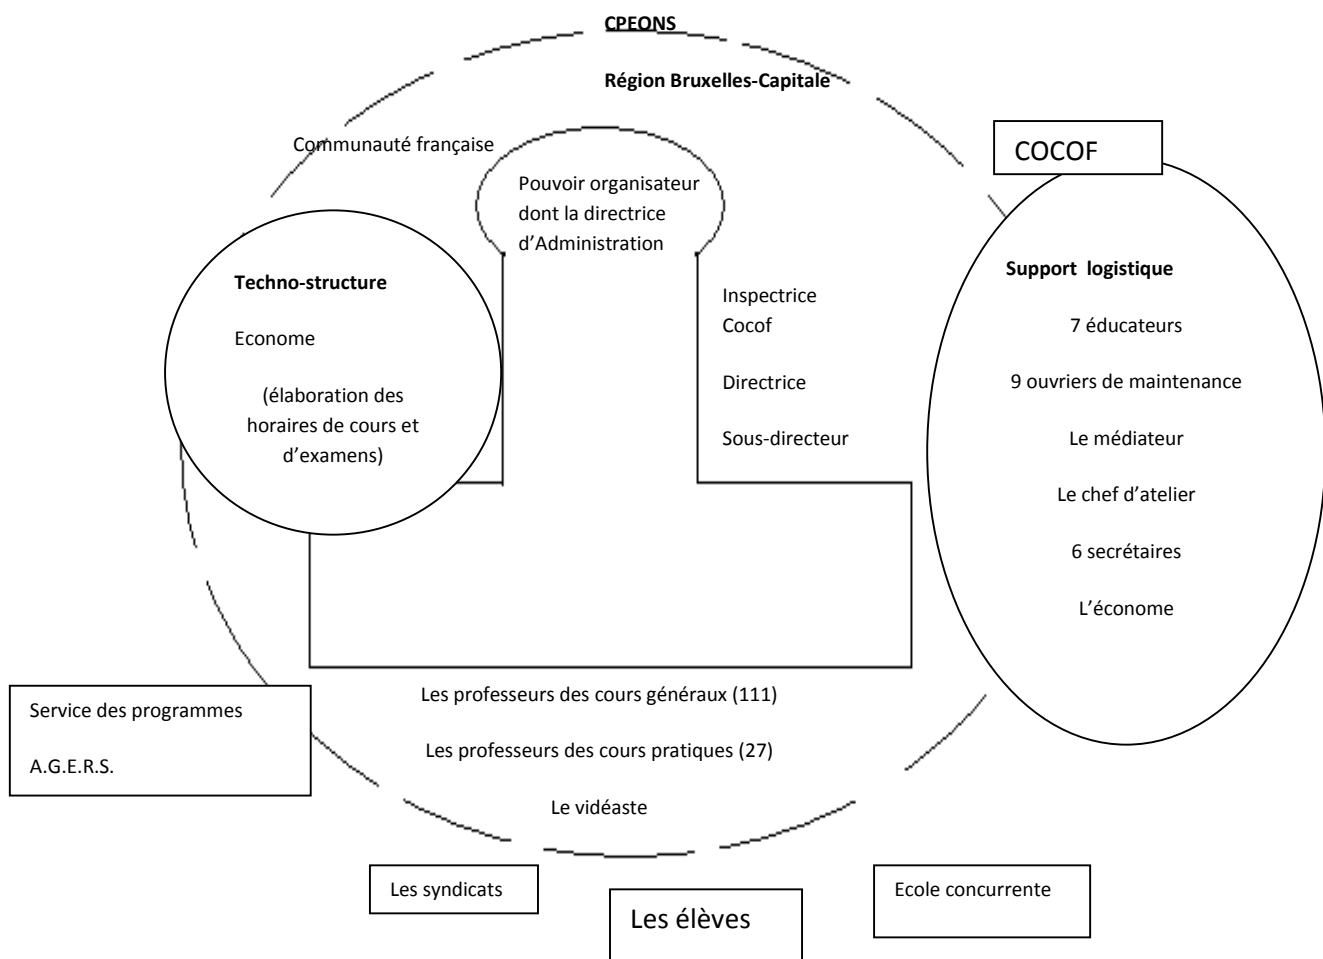 CPEONS
Région Bruxelles-Capitale
Communauté française
COCOF
Pouvoir organisateur
dont la directrice
d’Administration
Techno-structure
Econome
(élaboration des
horaires de cours et
d’examens)
Inspectrice
Cocof
Directrice
Sous-directeur
Support logistique
7 éducateurs
9 ouvriers de maintenance
Le médiateur
Le chef d’atelier
6 secrétaires
L’économe
Service des programmes
A.G.E.R.S.
Les professeurs des cours généraux (111)
Les professeurs des cours pratiques (27)
Le vidéaste
Les syndicats
Les élèves
Ecole concurrente